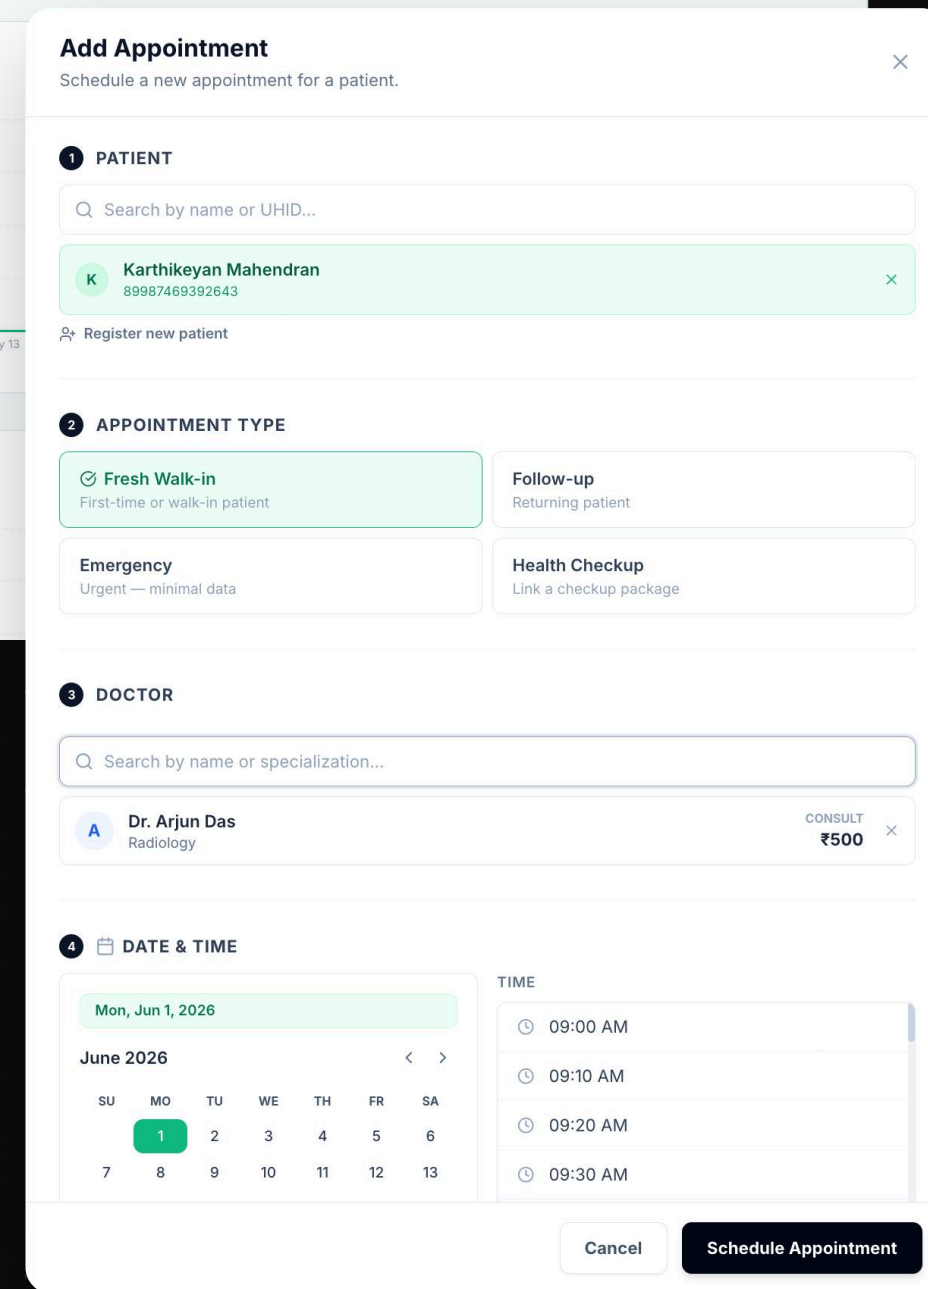 Add Appointment
Schedule a new appointment for a patient.
1 PATIENT
Search by name or UHID...
K
Karthikeyan Mahendran
89987469392643
Register new patient
2 APPOINTMENT TYPE
Fresh Walk-in
First-time or walk-in patient
Follow-up
Returning patient
Emergency
Urgent — minimal data
Health Checkup
Link a checkup package
3 DOCTOR
Search by name or specialization...
A
Dr. Arjun Das
Radiology
CONSULT
₹500
4 DATE & TIME
Mon, Jun 1, 2026
June 2026
SU MO TU WE TH FR SA
1 2 3 4 5 6
7 8 9 10 11 12 13
TIME
09:00 AM
09:10 AM
09:20 AM
09:30 AM
Cancel
Schedule Appointment
y 13